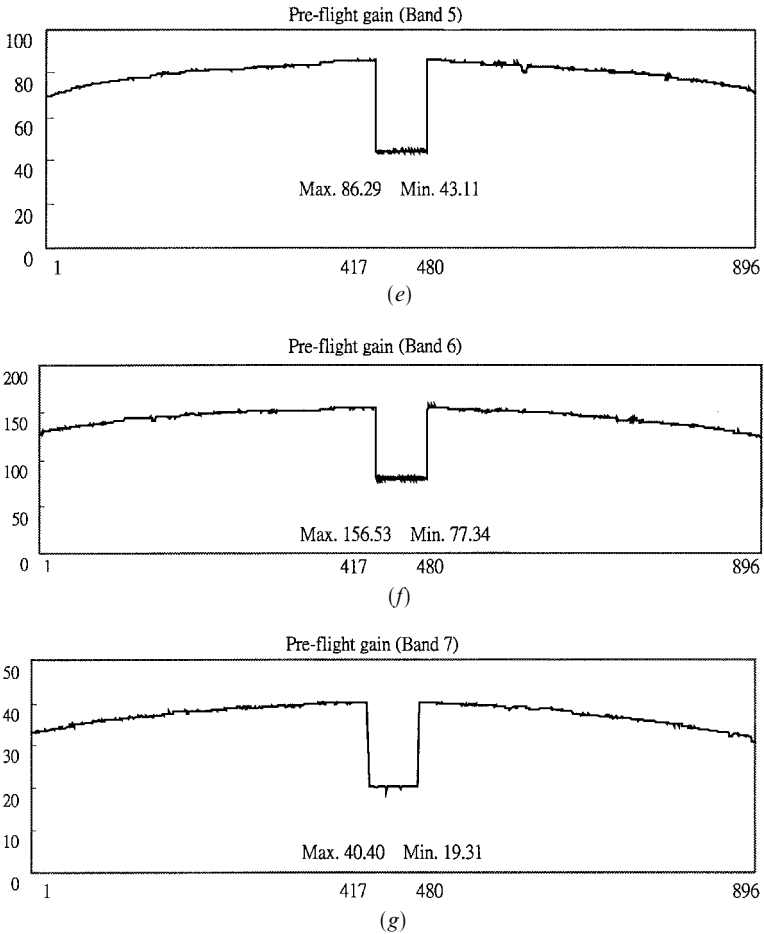 Pre-flight gain (Band 5)
100
80
60
40
20
0
Max. 86.29 Min. 43.11
1 417 480 896
(e)
Pre-flight gain (Band 6)
200
150
100
50
0
Max. 156.53 Min. 77.34
1 417 480 896
(f)
Pre-flight gain (Band 7)
50
40
30
20
10
0
Max. 40.40 Min. 19.31
1 417 480 896
(g)